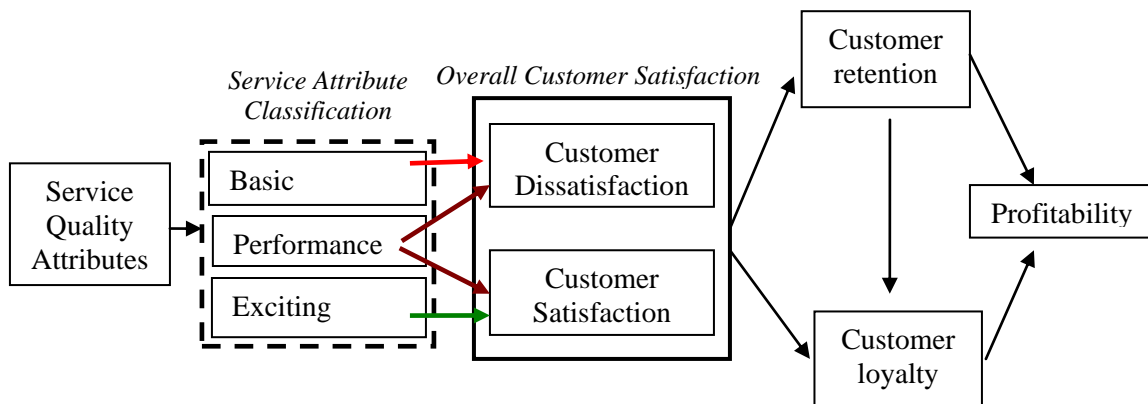 Service Attribute
Classification
Overall Customer Satisfaction
Service
Quality
Attributes
Basic
Performance
Exciting
Customer
Dissatisfaction
Customer
Satisfaction
Customer
retention
Customer
loyalty
Profitability